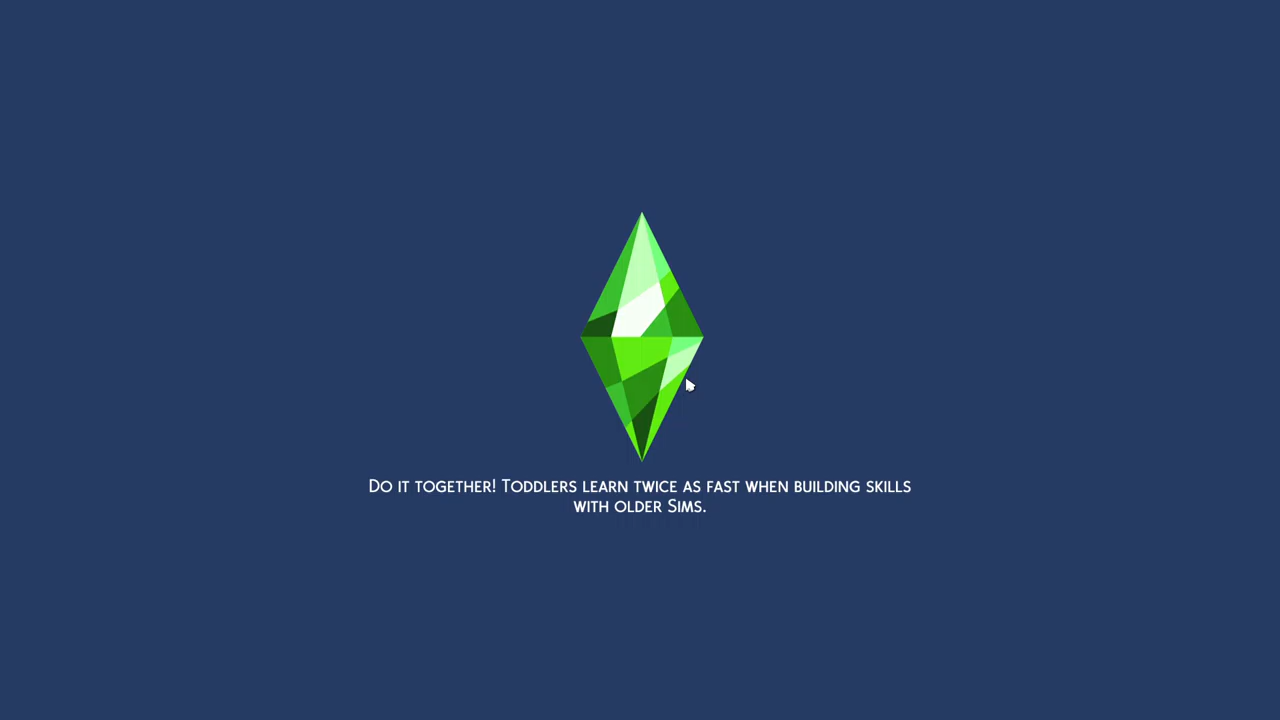 Do it together! Toddlers learn twice as fast when building skills
with older Sims.